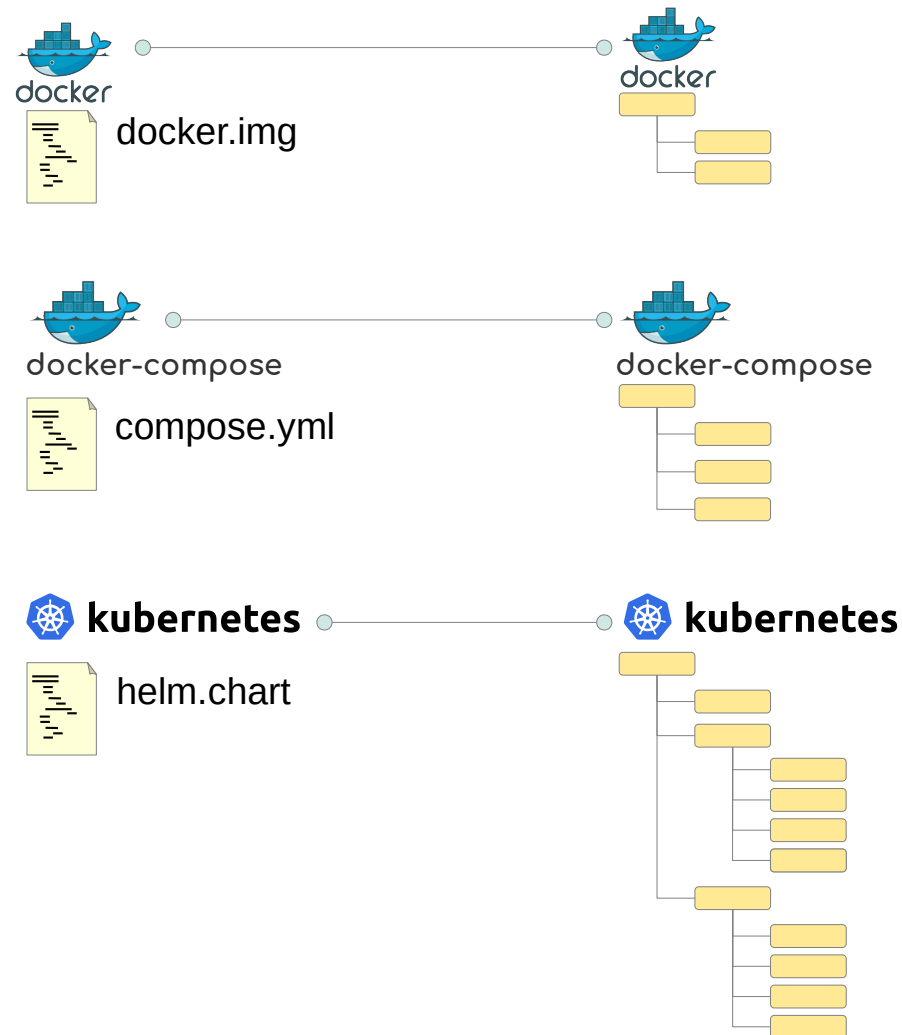 docker
docker
docker.img
docker-compose
docker-compose
compose.yml
kubernetes
kubernetes
helm.chart